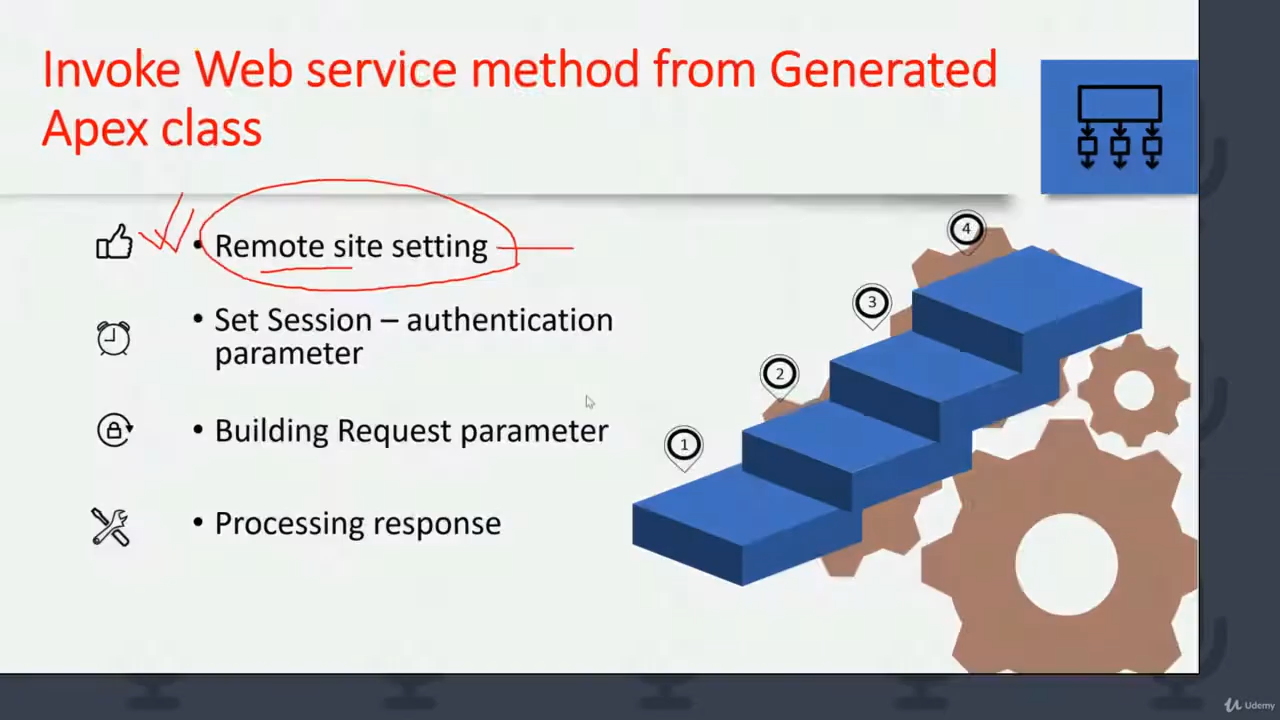 Invoke Web service method from Generated
Apex class
• Remote site setting
• Set Session – authentication
parameter
• Building Request parameter
• Processing response
4
3
2
1
Udemy